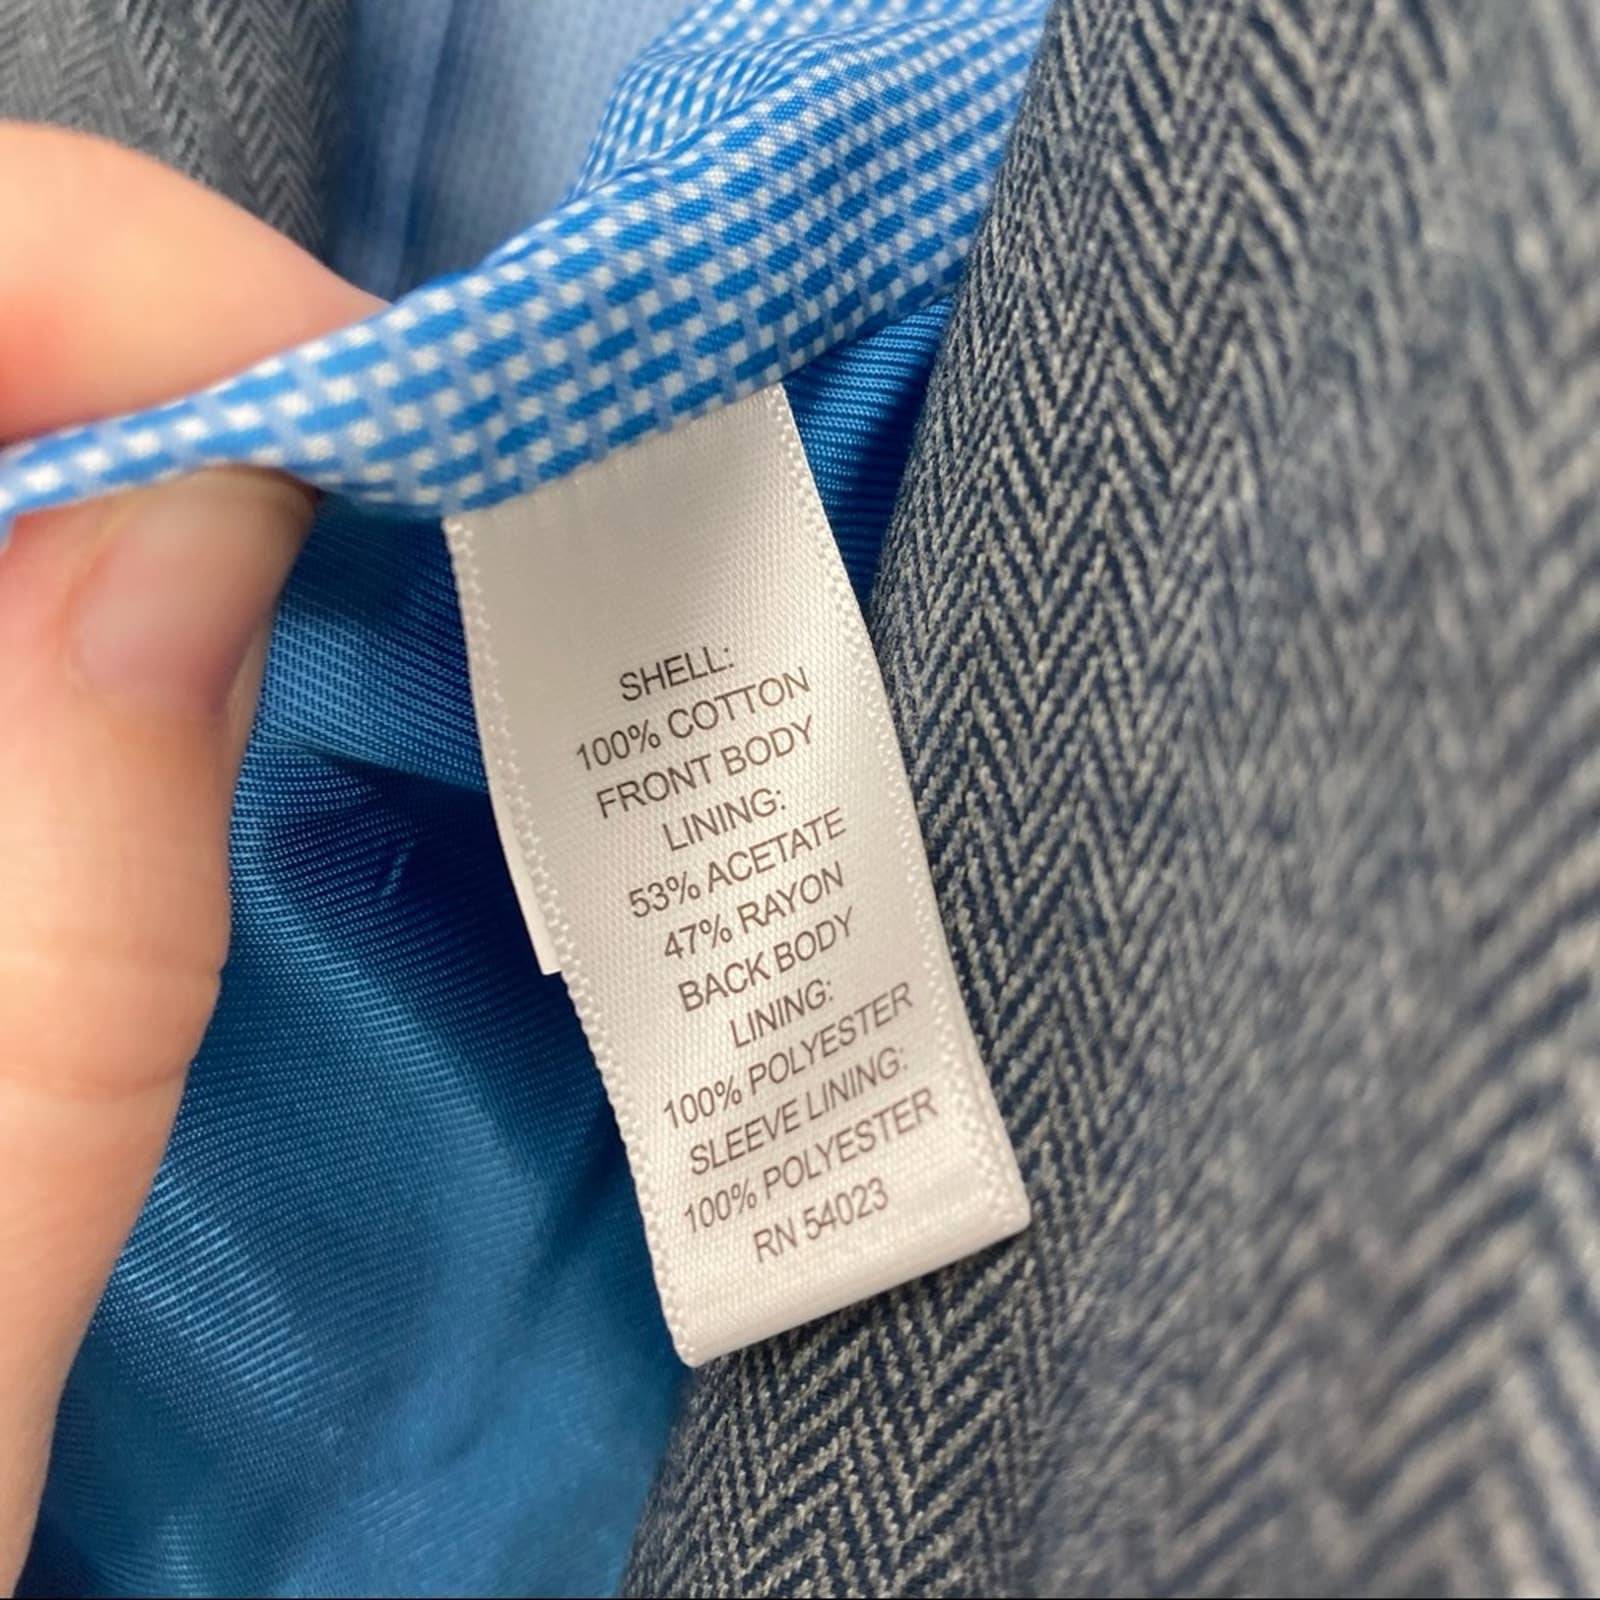 SHELL:
100% COTTON
FRONT BODY
LINING:
53% ACETATE
47% RAYON
BACK BODY
LINING:
100% POLYESTER
SLEEVE LINING:
100% POLYESTER
RN 54023